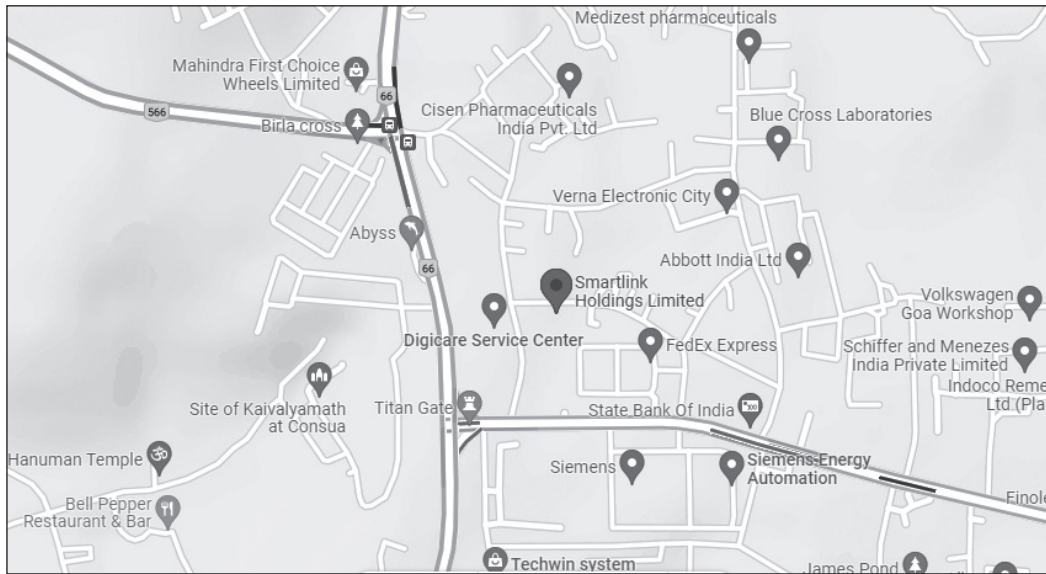 Medizest pharmaceuticals
Mahindra First Choice
Wheels Limited
66
566
Cisen Pharmaceuticals
India Pvt. Ltd
Birla cross
Blue Cross Laboratories
Verna Electronic City
Abyss
66
Abbott India Ltd
Smartlink
Holdings Limited
Volkswagen
Goa Workshop
Digicare Service Center
FedEx Express
Schiffer and Menezes
India Private Limited
Indoco Reme
Ltd (Pla
Site of Kaivalyamath
at Consua
Titan Gate
State Bank Of India
Hanuman Temple
Siemens
Siemens-Energy
Automation
Bell Pepper
Restaurant & Bar
Finole
Techwin system
James Pond